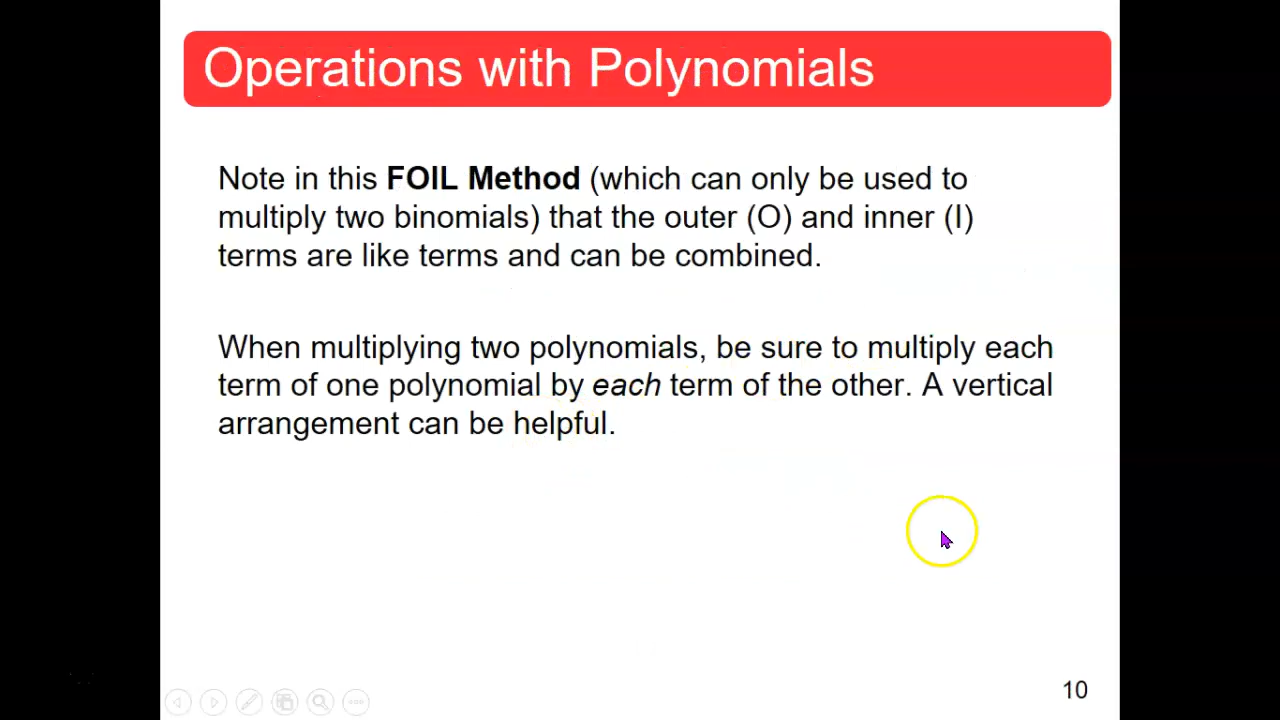 Operations with Polynomials
Note in this FOIL Method (which can only be used to
multiply two binomials) that the outer (O) and inner (I)
terms are like terms and can be combined.
When multiplying two polynomials, be sure to multiply each
term of one polynomial by each term of the other. A vertical
arrangement can be helpful.
10